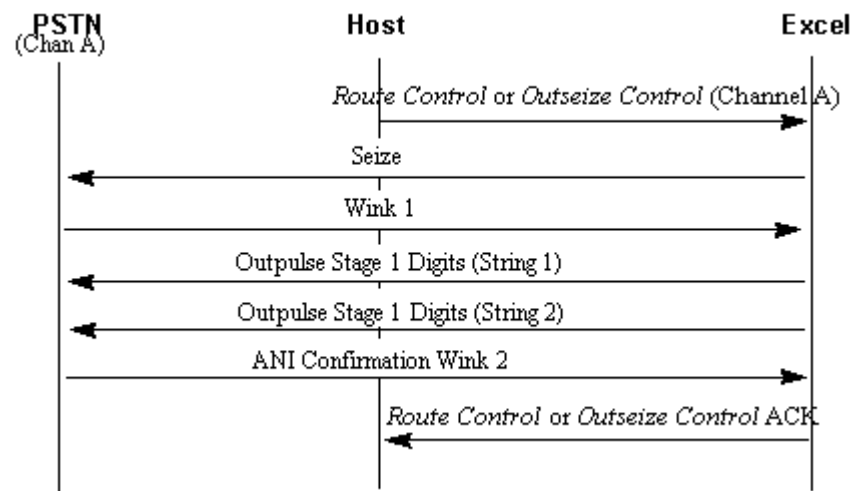 PSTN Host Excel
(Chan A)
Route Control or Outseize Control (Channel A)
Seize
Wink 1
Outpulse Stage 1 Digits (String 1)
Outpulse Stage 1 Digits (String 2)
ANI Confirmation Wink 2
Route Control or Outseize Control ACK